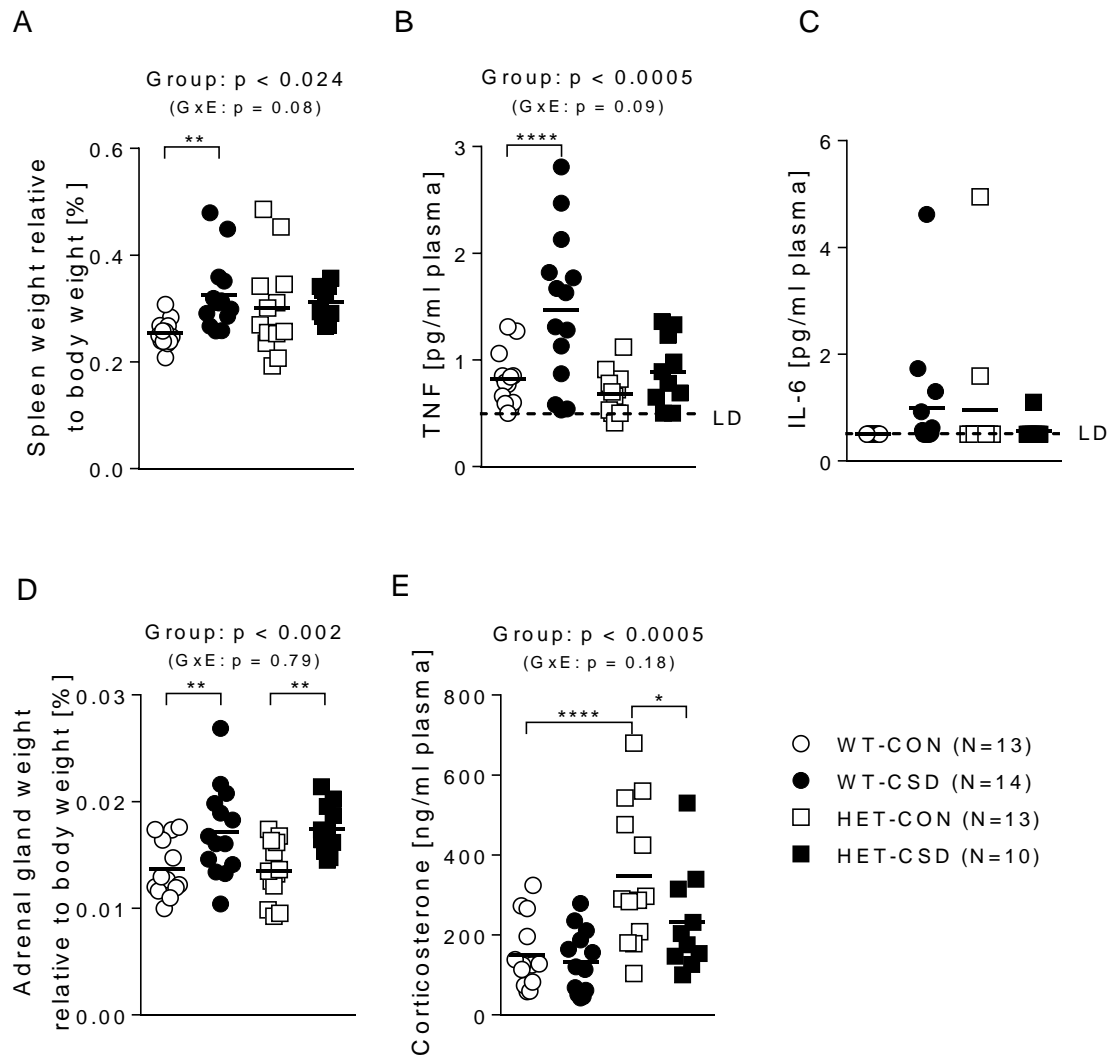 A
Group: p < 0.024
(GxE: p = 0.08)
**
Spleen weight relative
to body weight [%]
0.6
0.4
0.2
0.0
B
Group: p < 0.0005
(GxE: p = 0.09)
****
TNF [pg/ml plasma]
3
2
1
0
LD
C
IL-6 [pg/ml plasma]
6
4
2
0
LD
D
Group: p < 0.002
(GxE: p = 0.79)
**
**
Adrenal gland weight
relative to body weight [%]
0.03
0.02
0.01
0.00
E
Group: p < 0.0005
(GxE: p = 0.18)
****
*
Corticosterone [ng/ml plasma]
800
600
400
200
0
WT-CON (N=13)
WT-CSD (N=14)
HET-CON (N=13)
HET-CSD (N=10)